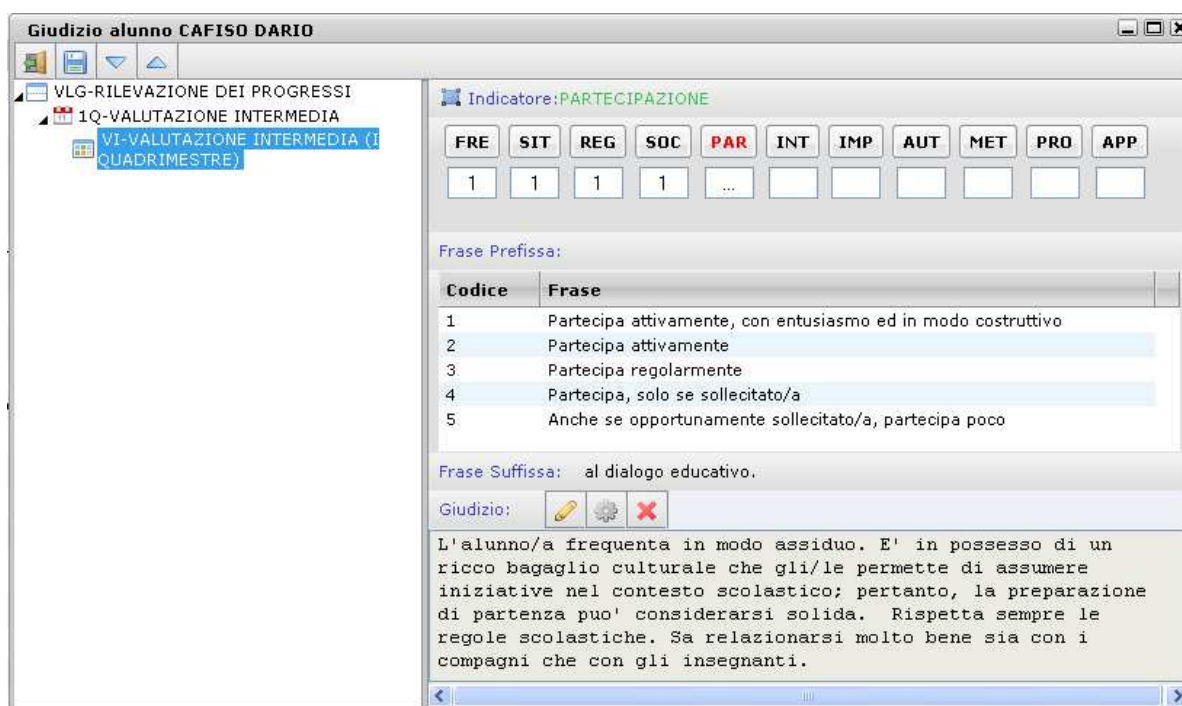 Giudizio alunno CAFISO DARIO
VLG-RILEVAZIONE DEI PROGRESSI
1Q-VALUTAZIONE INTERMEDIA
VI-VALUTAZIONE INTERMEDIA (I
QUADRIMESTRE)
Indicatore:PARTECIPAZIONE
FRE SIT REG SOC PAR INT IMP AUT MET PRO APP
1 1 1 1 ...
Frase Prefissa:
Codice Frase
1 Partecipa attivamente, con entusiasmo ed in modo costruttivo
2 Partecipa attivamente
3 Partecipa regolarmente
4 Partecipa, solo se sollecitato/a
5 Anche se opportunamente sollecitato/a, partecipa poco
Frase Suffissa: al dialogo educativo.
Giudizio:
L'alunno/a frequenta in modo assiduo. E' in possesso di un
ricco bagaglio culturale che gli/le permette di assumere
iniziative nel contesto scolastico; pertanto, la preparazione
di partenza puo' considerarsi solida.  Rispetta sempre le
regole scolastiche. Sa relazionarsi molto bene sia con i
compagni che con gli insegnanti.